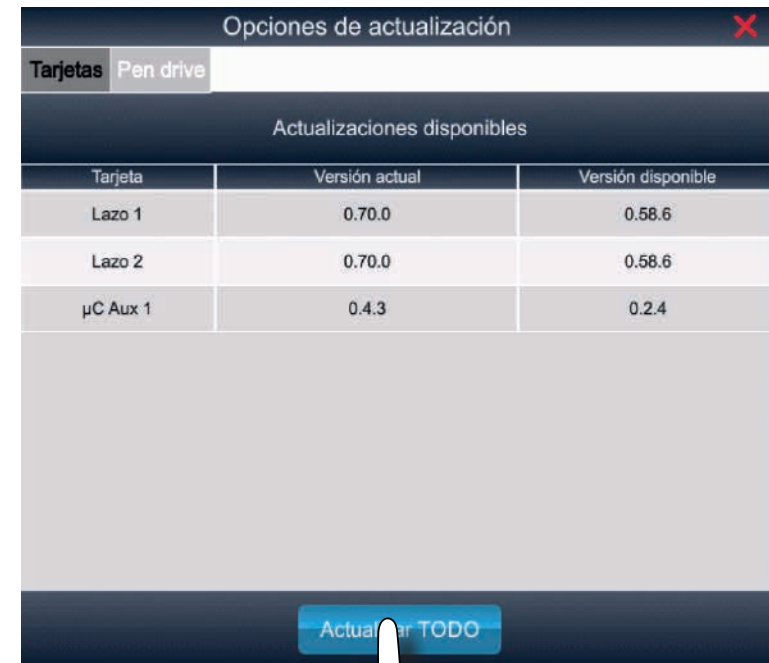 Opciones de actualización
Tarjetas Pen drive
Actualizaciones disponibles
Tarjeta Versión actual Versión disponible
Lazo 1 0.70.0 0.58.6
Lazo 2 0.70.0 0.58.6
µC Aux 1 0.4.3 0.2.4
Actualizar TODO